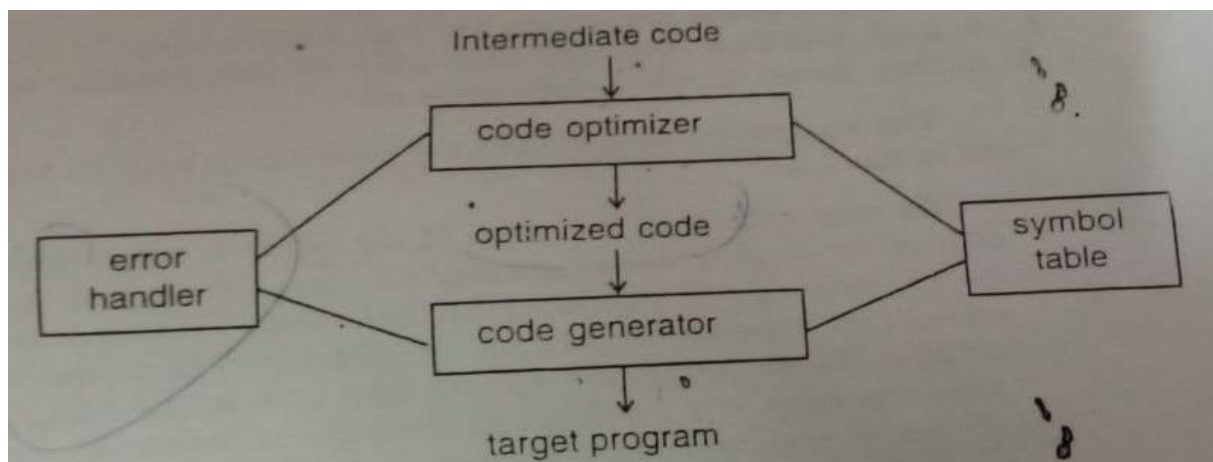 Intermediate code
code optimizer
optimized code
error
handler
symbol
table
code generator
target program